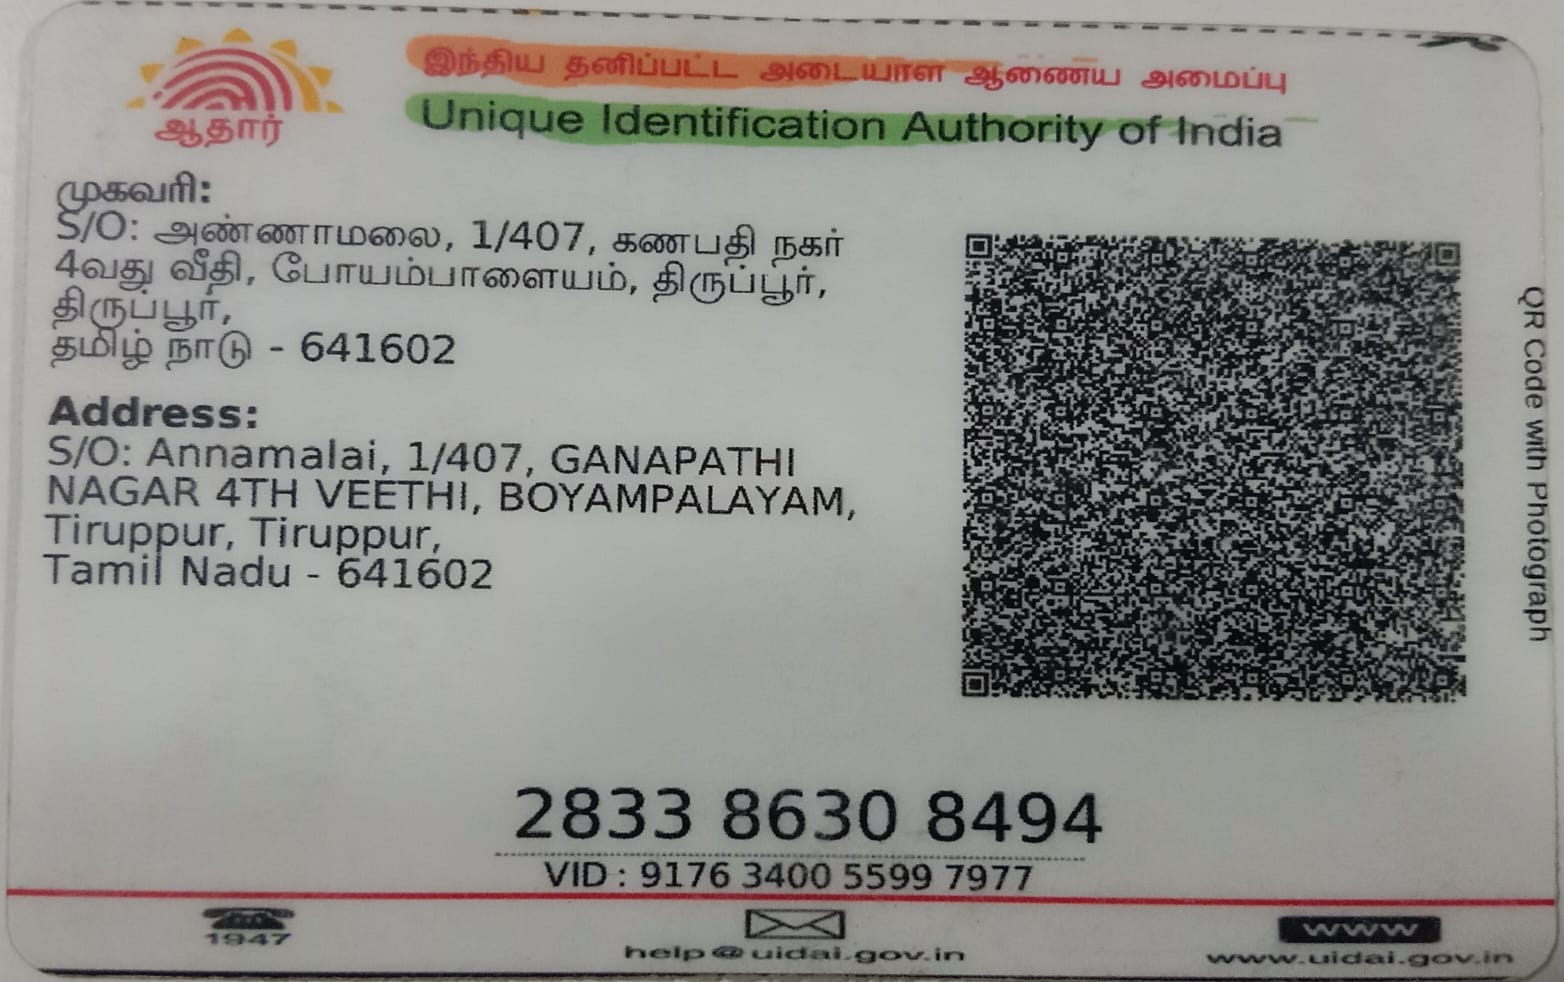 ஆதார்
இந்திய தனிப்பட்ட அடையாள ஆணைய அமைப்பு
Unique Identification Authority of India
முகவரி:
S/O: அண்ணாமலை, 1/407, கணபதி நகர்
4வது வீதி, போயம்பாளையம், திருப்பூர்,
திருப்பூர்,
தமிழ் நாடு - 641602
Address:
S/O: Annamalai, 1/407, GANAPATHI
NAGAR 4TH VEETHI, BOYAMPALAYAM,
Tiruppur, Tiruppur,
Tamil Nadu - 641602
QR Code with Photograph
2833 8630 8494
VID : 9176 3400 5599 7977
1947
help@uidai.gov.in
www
www.uidai.gov.in